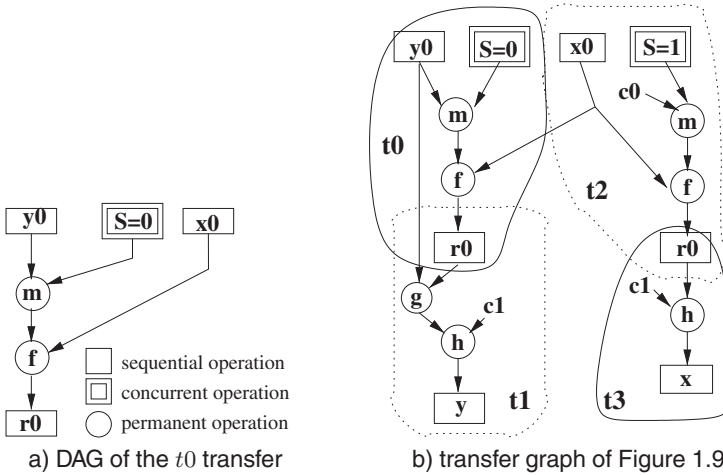 y0 S=0 x0
m
f
r0
sequential operation
concurrent operation
permanent operation
a) DAG of the t0 transfer
y0 S=0 x0 S=1
c0
m m
t0
f f
t2
r0 r0
g
c1 c1
h h
y t1 t3 x
b) transfer graph of Figure 1.9